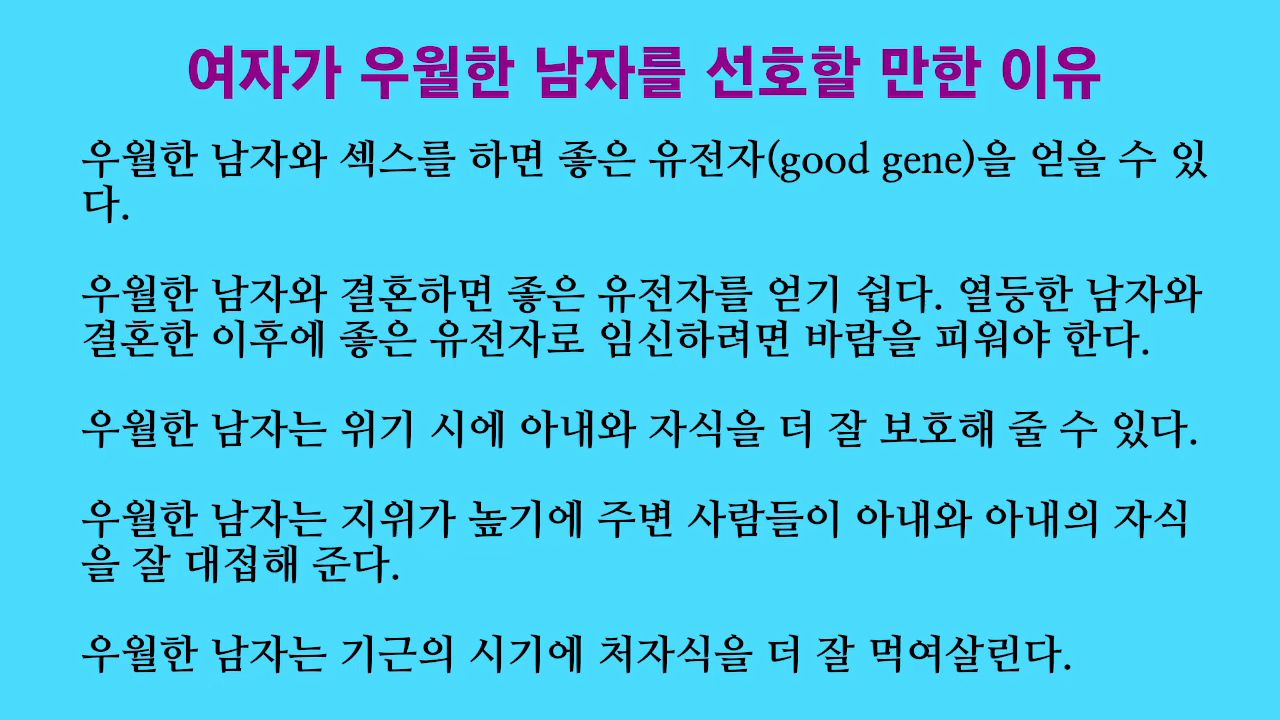 여자가 우월한 남자를 선호할 만한 이유
우월한 남자와 섹스를 하면 좋은 유전자(good gene)을 얻을 수 있
다.
우월한 남자와 결혼하면 좋은 유전자를 얻기 쉽다. 열등한 남자와
결혼한 이후에 좋은 유전자로 임신하려면 바람을 피워야 한다.
우월한 남자는 위기 시에 아내와 자식을 더 잘 보호해 줄 수 있다.
우월한 남자는 지위가 높기에 주변 사람들이 아내와 아내의 자식
을 잘 대접해 준다.
우월한 남자는 기근의 시기에 처자식을 더 잘 먹여살린다.